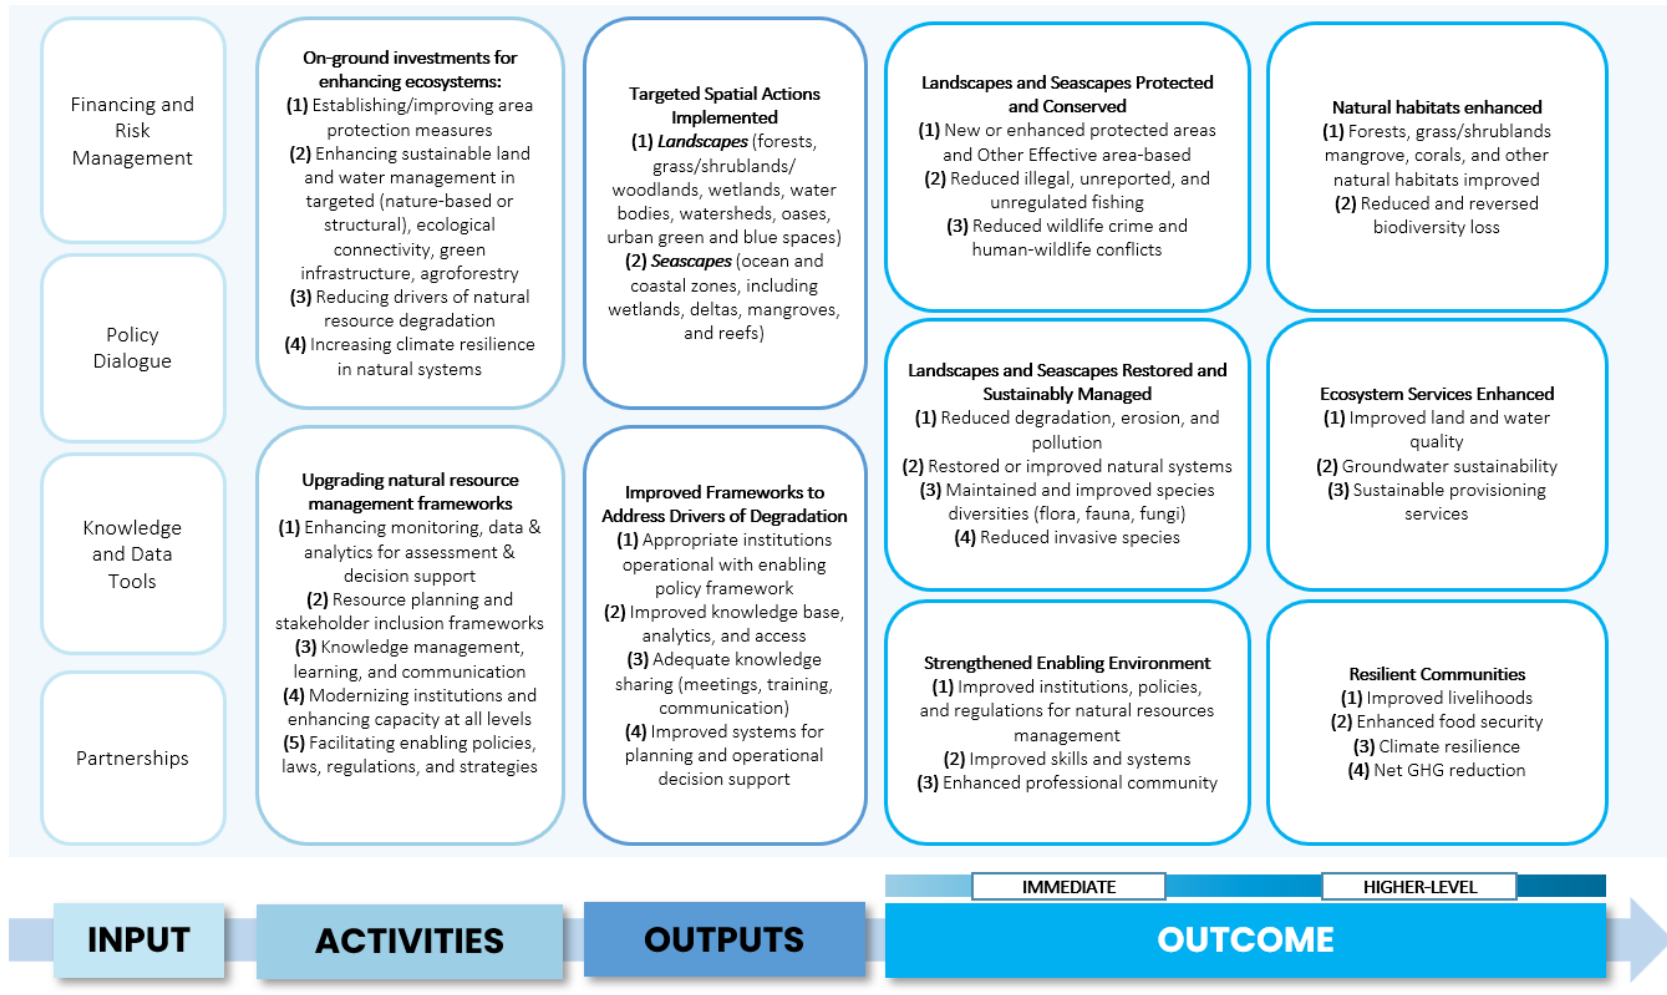 Financing and
Risk
Management
Policy
Dialogue
Knowledge
and Data
Tools
Partnerships
On-ground investments for
enhancing ecosystems:
(1) Establishing/improving area
protection measures
(2) Enhancing sustainable land
and water management in
targeted (nature-based or
structural), ecological
connectivity, green
infrastructure, agroforestry
(3) Reducing drivers of natural
resource degradation
(4) Increasing climate resilience
in natural systems
Upgrading natural resource
management frameworks
(1) Enhancing monitoring, data &
analytics for assessment &
decision support
(2) Resource planning and
stakeholder inclusion frameworks
(3) Knowledge management,
learning, and communication
(4) Modernizing institutions and
enhancing capacity at all levels
(5) Facilitating enabling policies,
laws, regulations, and strategies
Targeted Spatial Actions
Implemented
(1) Landscapes (forests,
grass/shrublands/
woodlands, wetlands, water
bodies, watersheds, oases,
urban green and blue spaces)
(2) Seascapes (ocean and
coastal zones, including
wetlands, deltas, mangroves,
and reefs)
Improved Frameworks to
Address Drivers of Degradation
(1) Appropriate institutions
operational with enabling
policy framework
(2) Improved knowledge base,
analytics, and access
(3) Adequate knowledge
sharing (meetings, training,
communication)
(4) Improved systems for
planning and operational
decision support
Landscapes and Seascapes Protected
and Conserved
(1) New or enhanced protected areas
and Other Effective area-based
(2) Reduced illegal, unreported, and
unregulated fishing
(3) Reduced wildlife crime and
human-wildlife conflicts
Landscapes and Seascapes Restored and
Sustainably Managed
(1) Reduced degradation, erosion, and
pollution
(2) Restored or improved natural systems
(3) Maintained and improved species
diversities (flora, fauna, fungi)
(4) Reduced invasive species
Strengthened Enabling Environment
(1) Improved institutions, policies,
and regulations for natural resources
management
(2) Improved skills and systems
(3) Enhanced professional community
Natural habitats enhanced
(1) Forests, grass/shrublands
mangrove, corals, and other
natural habitats improved
(2) Reduced and reversed
biodiversity loss
Ecosystem Services Enhanced
(1) Improved land and water
quality
(2) Groundwater sustainability
(3) Sustainable provisioning
services
Resilient Communities
(1) Improved livelihoods
(2) Enhanced food security
(3) Climate resilience
(4) Net GHG reduction
IMMEDIATE
HIGHER-LEVEL
INPUT
ACTIVITIES
OUTPUTS
OUTCOME